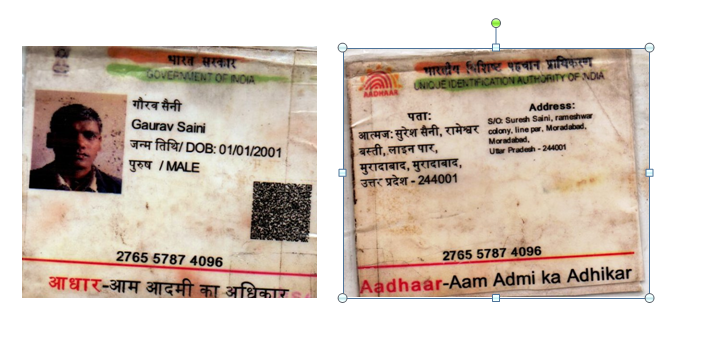 भारत सरकार
GOVERNMENT OF INDIA
गौरव सैनी
Gaurav Saini
जन्म तिथि/ DOB: 01/01/2001
पुरुष / MALE
2765 5787 4096
आधार-आम आदमी का अधिकार
भारतीय विशिष्ट पहचान प्राधिकरण
UNIQUE IDENTIFICATION AUTHORITY OF INDIA
AADHAAR
पता:
आत्मज: सुरेश सैनी, रामेश्वर
बस्ती, लाइन पार,
मुरादाबाद, मुरादाबाद,
उत्तर प्रदेश - 244001
Address:
S/O: Suresh Saini, rameshwar
colony, line par, Moradabad,
Moradabad,
Uttar Pradesh - 244001
2765 5787 4096
Aadhaar-Aam Admi ka Adhikar